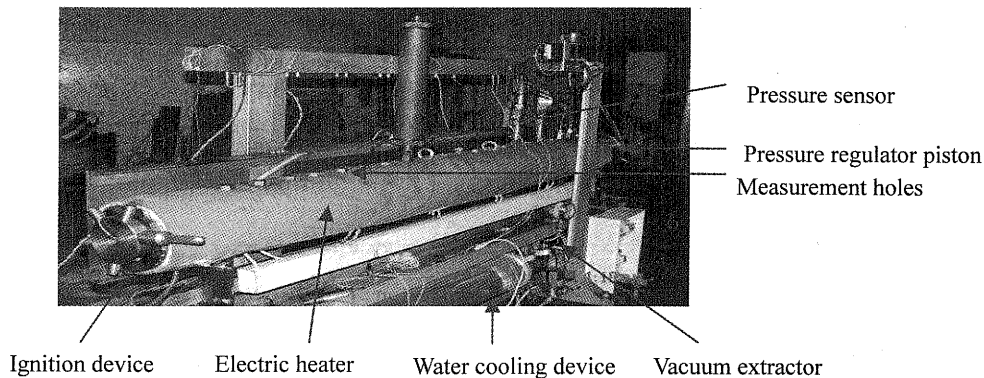 Pressure sensor
Pressure regulator piston
Measurement holes
Ignition device
Electric heater
Water cooling device
Vacuum extractor